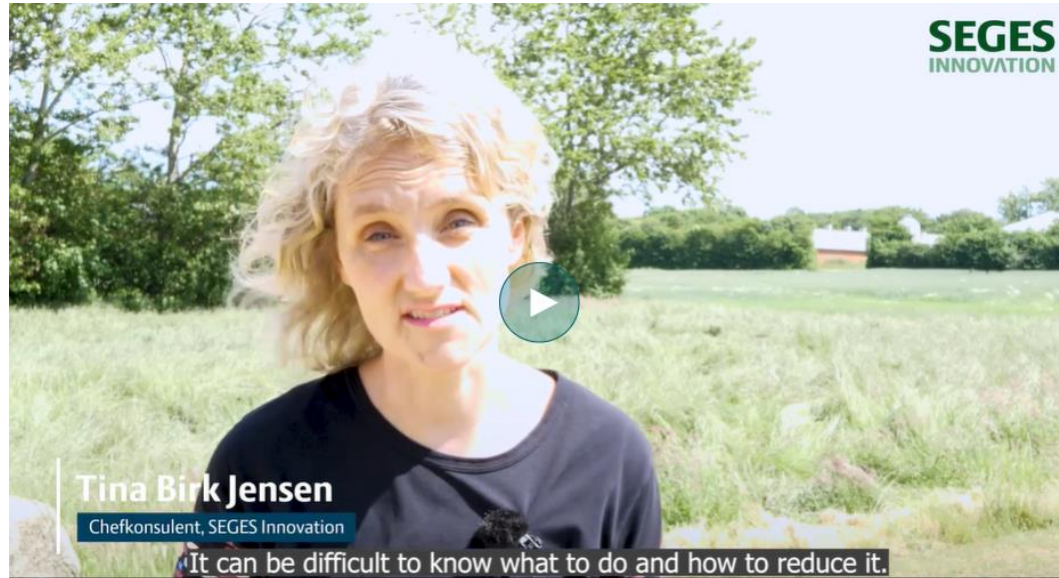 SEGES
INNOVATION
Tina Birk Jensen
Chefkonsulent, SEGES Innovation
It can be difficult to know what to do and how to reduce it.